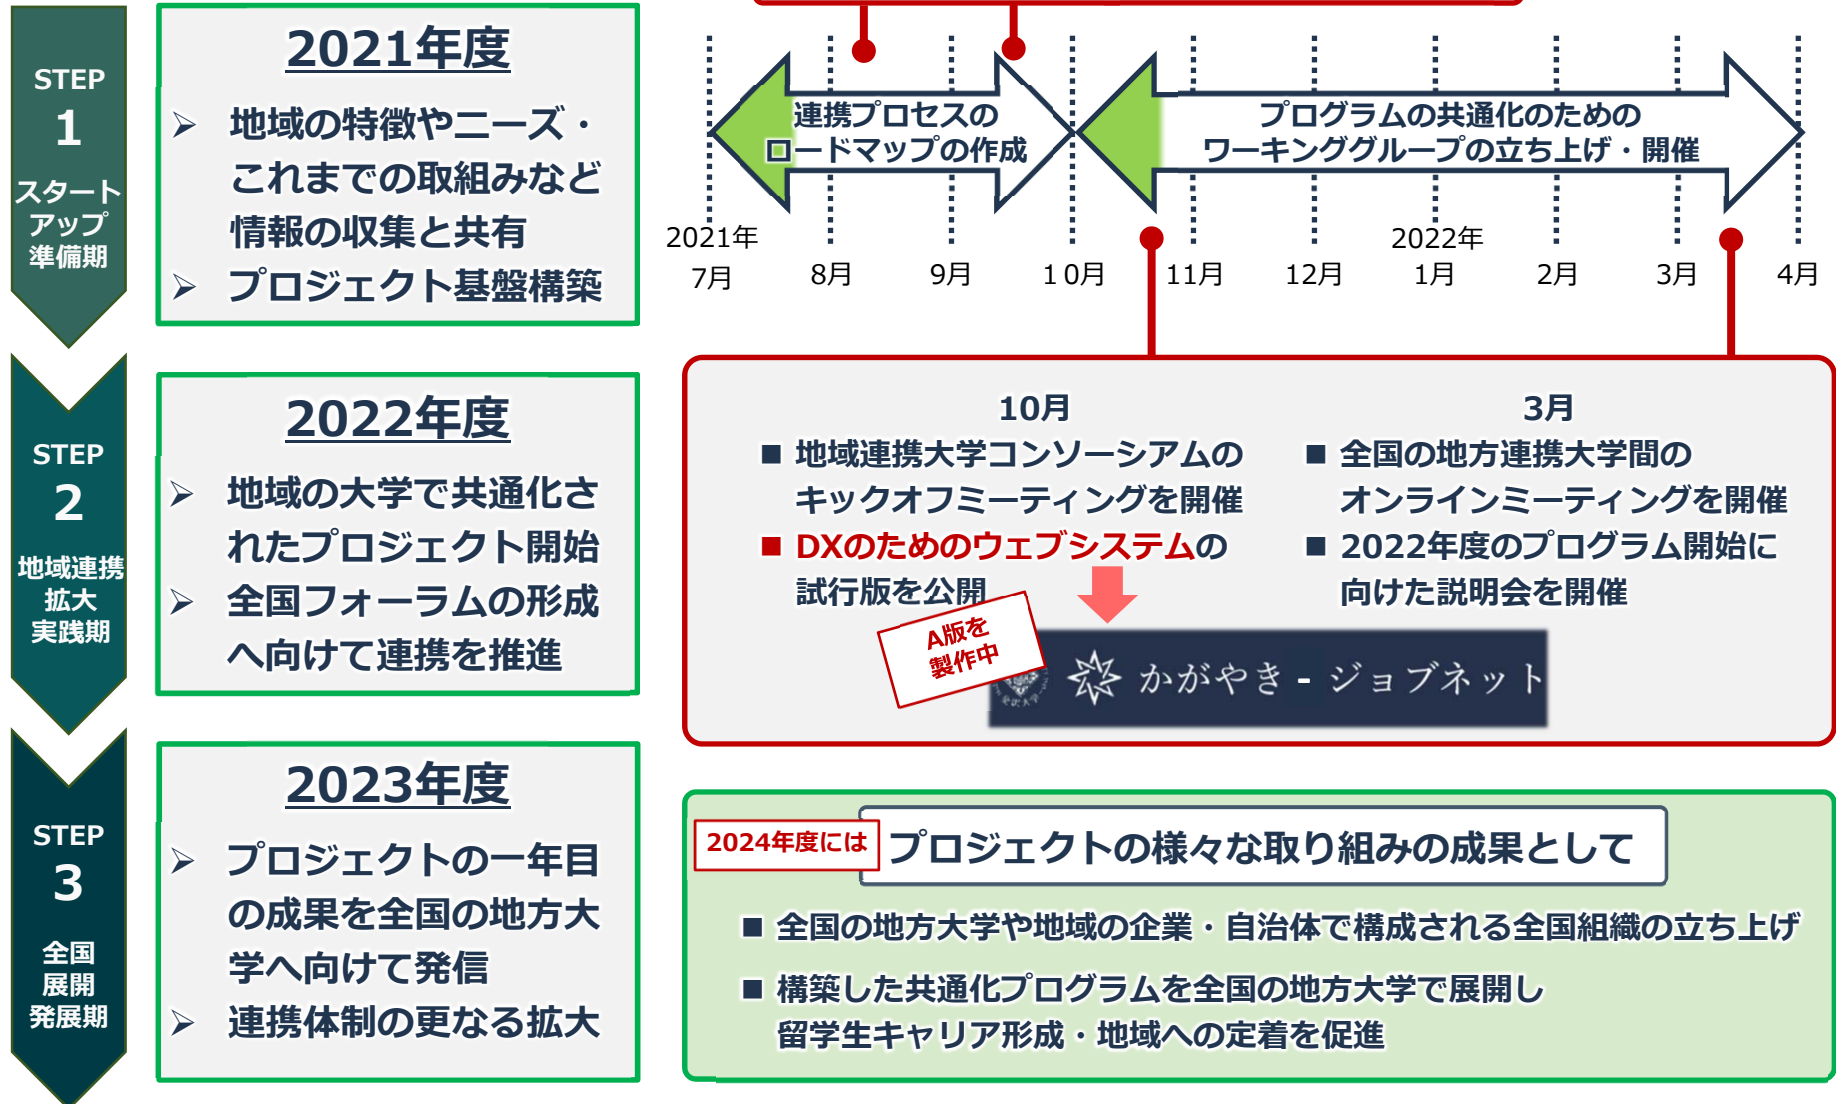 STEP
1
スタート
アップ
準備期
2021年度
➢ 地域の特徴やニーズ・
これまでの取組みなど
情報の収集と共有
➢ プロジェクト基盤構築
連携プロセスの
ロードマップの作成
プログラムの共通化のための
ワーキンググループの立ち上げ・開催
2021年
7月
8月
9月
10月
11月
12月
2022年
1月
2月
3月
4月
STEP
2
地域連携
拡大
実践期
2022年度
➢ 地域の大学で共通化さ
れたプロジェクト開始
➢ 全国フォーラムの形成
へ向けて連携を推進
10月
■ 地域連携大学コンソーシアムの
キックオフミーティングを開催
■ DXのためのウェブシステムの
試行版を公開
A版を
製作中
かがやき - ジョブネット
3月
■ 全国の地方連携大学間の
オンラインミーティングを開催
■ 2022年度のプログラム開始に
向けた説明会を開催
STEP
3
全国
展開
発展期
2023年度
➢ プロジェクトの一年目
の成果を全国の地方大
学へ向けて発信
➢ 連携体制の更なる拡大
2024年度には
プロジェクトの様々な取り組みの成果として
■ 全国の地方大学や地域の企業・自治体で構成される全国組織の立ち上げ
■ 構築した共通化プログラムを全国の地方大学で展開し
留学生キャリア形成・地域への定着を促進